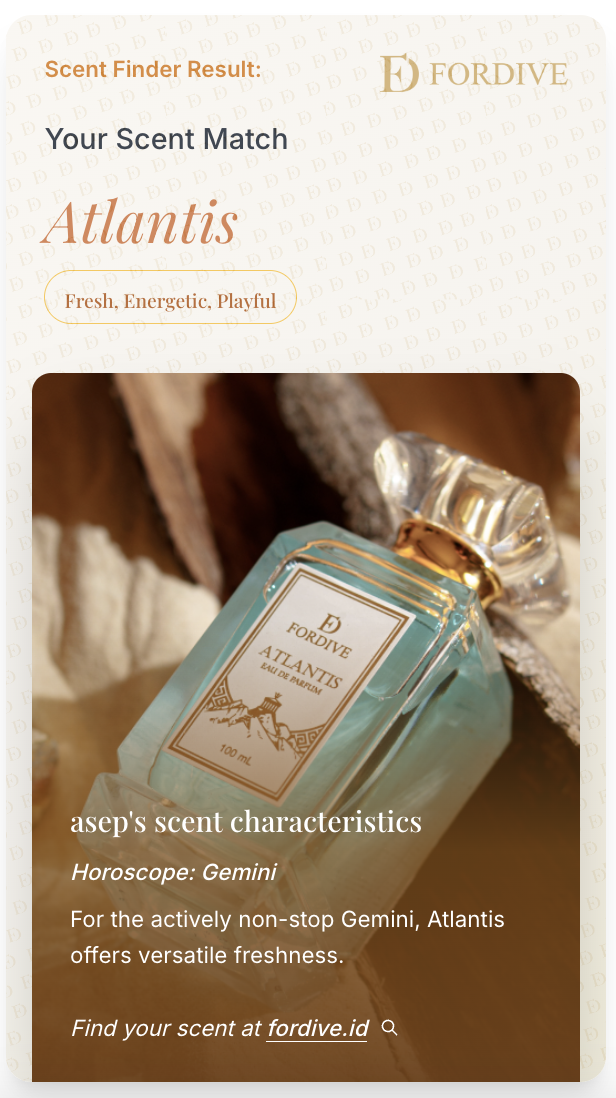 Scent Finder Result:
FORDIVE
Your Scent Match
Atlantis
Fresh, Energetic, Playful
FORDIVE
ATLANTIS
EAU DE PARFUM
100 mL
asep's scent characteristics
Horoscope: Gemini
For the actively non-stop Gemini, Atlantis
offers versatile freshness.
Find your scent at fordive.id